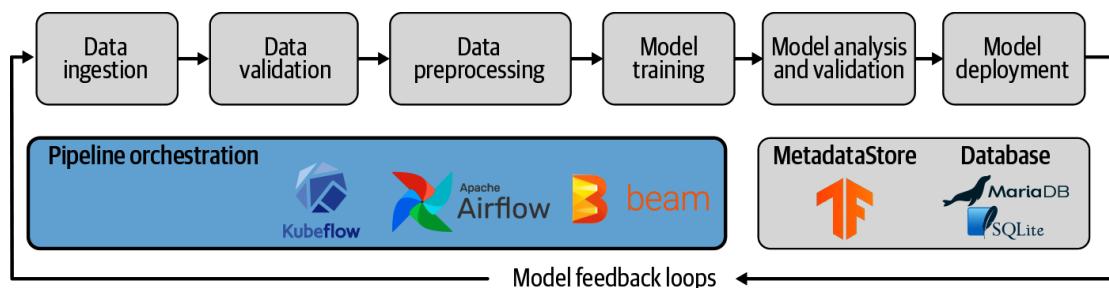 Data
ingestion
Data
validation
Data
preprocessing
Model
training
Model analysis
and validation
Model
deployment
Pipeline orchestration
Kubeflow
Apache
Airflow
beam
MetadataStore
Database
MariaDB
SQLite
Model feedback loops